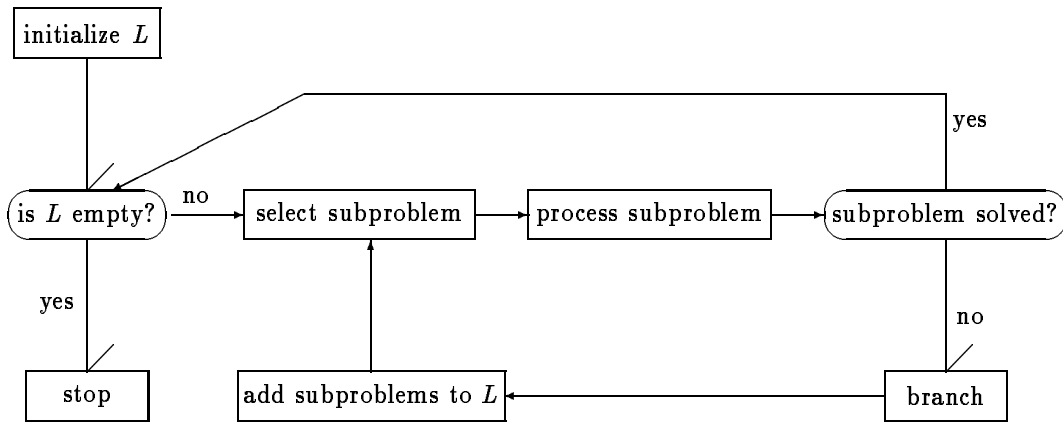 initialize L
yes
is L empty?
no
select subproblem
process subproblem
subproblem solved?
yes
no
stop
add subproblems to L
branch